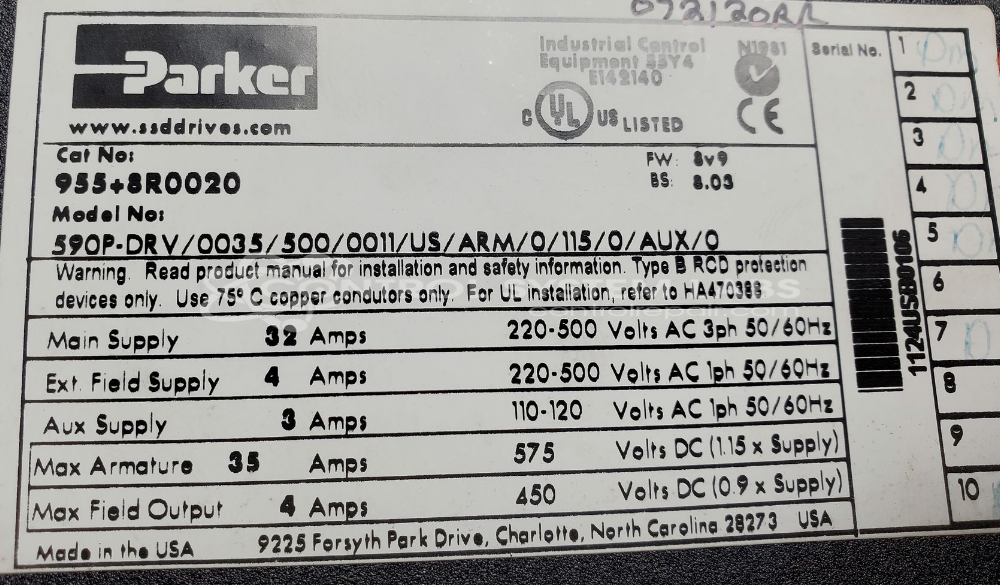 072120RR
Parker
www.ssddrives.com
Industrial Control
Equipment 35Y4
E142140
C UL US LISTED
N1981
CE
Serial No.
Cat No:
955+8R0020
FW: 8v9
BS: 8.03
Model No:
590P-DRV/0035/500/0011/US/ARM/0/115/0/AUX/0
Warning. Read product manual for installation and safety information. Type B RCD protection
devices only. Use 75° C copper condutors only. For UL installation, refer to HA470388
controlrepair.com
Main Supply 32 Amps 220-500 Volts AC 3ph 50/60Hz
Ext. Field Supply 4 Amps 220-500 Volts AC 1ph 50/60Hz
Aux Supply 3 Amps 110-120 Volts AC 1ph 50/60Hz
Max Armature 35 Amps 575 Volts DC (1.15 x Supply)
Max Field Output 4 Amps 450 Volts DC (0.9 x Supply)
Made in the USA 9225 Forsyth Park Drive, Charlotte, North Carolina 28273 USA
1124USB0106
1
2
3
4
5
6
7
8
9
10